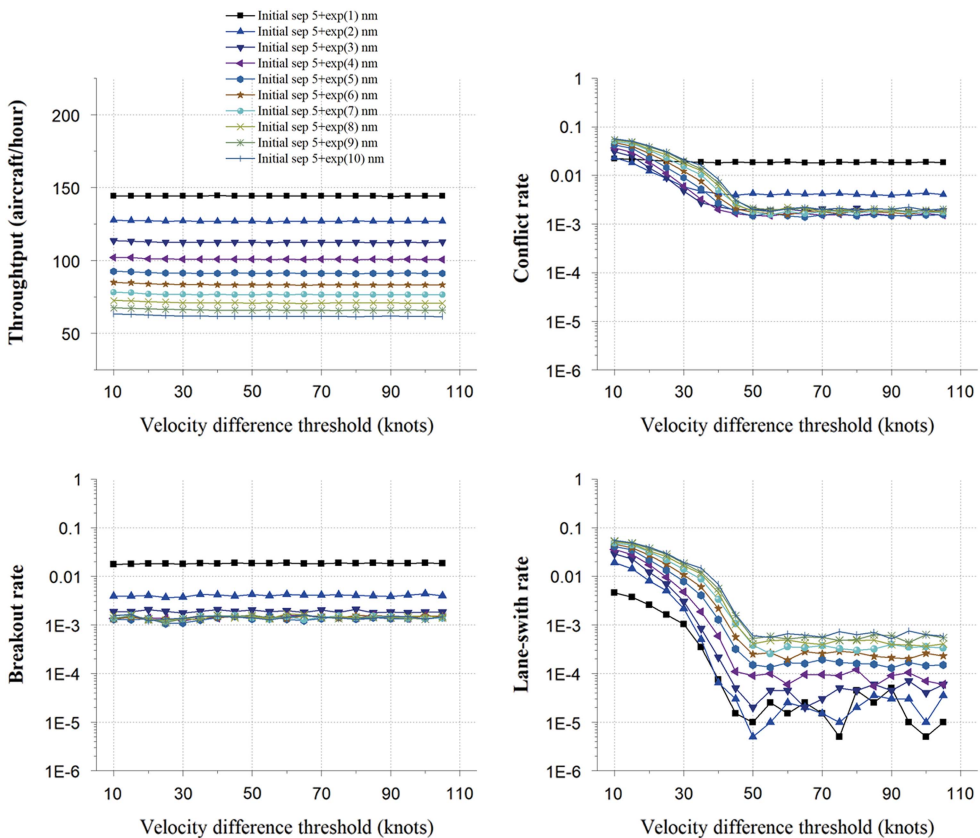 Initial sep 5+exp(1) nm
Initial sep 5+exp(2) nm
Initial sep 5+exp(3) nm
Initial sep 5+exp(4) nm
Initial sep 5+exp(5) nm
Initial sep 5+exp(6) nm
Initial sep 5+exp(7) nm
Initial sep 5+exp(8) nm
Initial sep 5+exp(9) nm
Initial sep 5+exp(10) nm
Throughtput (aircraft/hour)
200
150
100
50
10 30 50 70 90 110
Velocity difference threshold (knots)
Conflict rate
1
0.1
0.01
1E-3
1E-4
1E-5
1E-6
10 30 50 70 90 110
Velocity difference threshold (knots)
Breakout rate
1
0.1
0.01
1E-3
1E-4
1E-5
1E-6
10 30 50 70 90 110
Velocity difference threshold (knots)
Lane-swith rate
1
0.1
0.01
1E-3
1E-4
1E-5
1E-6
10 30 50 70 90 110
Velocity difference threshold (knots)